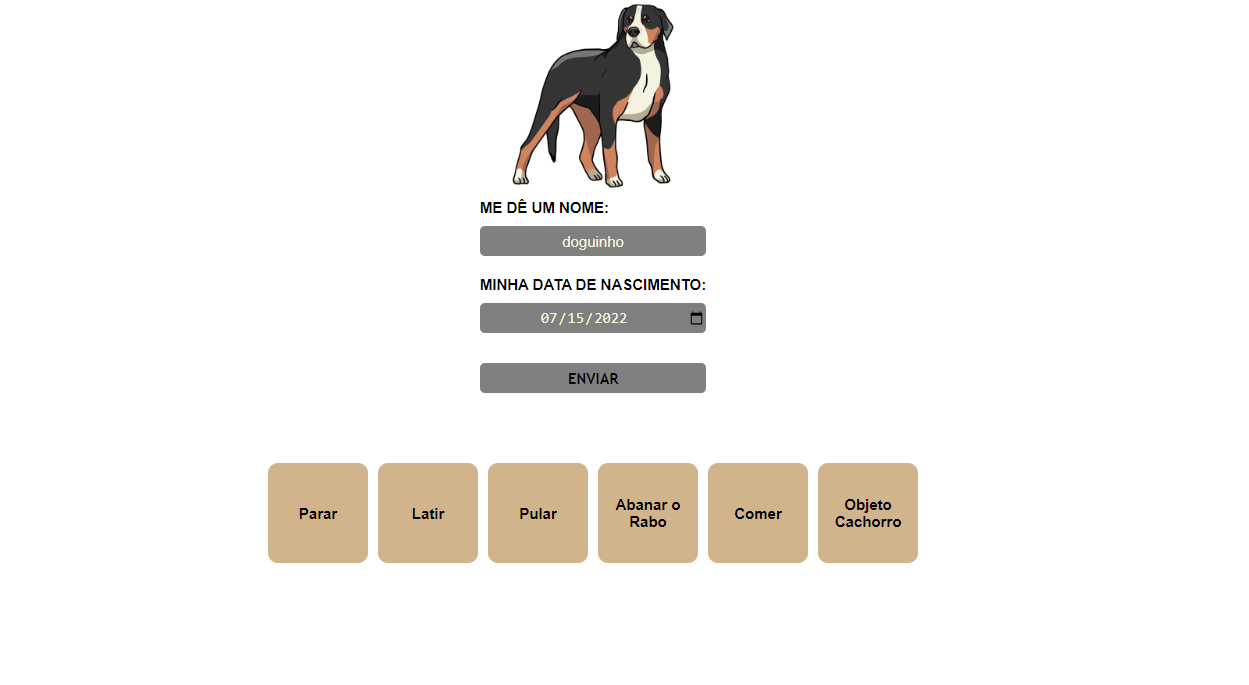 ME DÊ UM NOME:
doguinho
MINHA DATA DE NASCIMENTO:
07/15/2022
ENVIAR
Parar
Latir
Pular
Abanar o
Rabo
Comer
Objeto
Cachorro